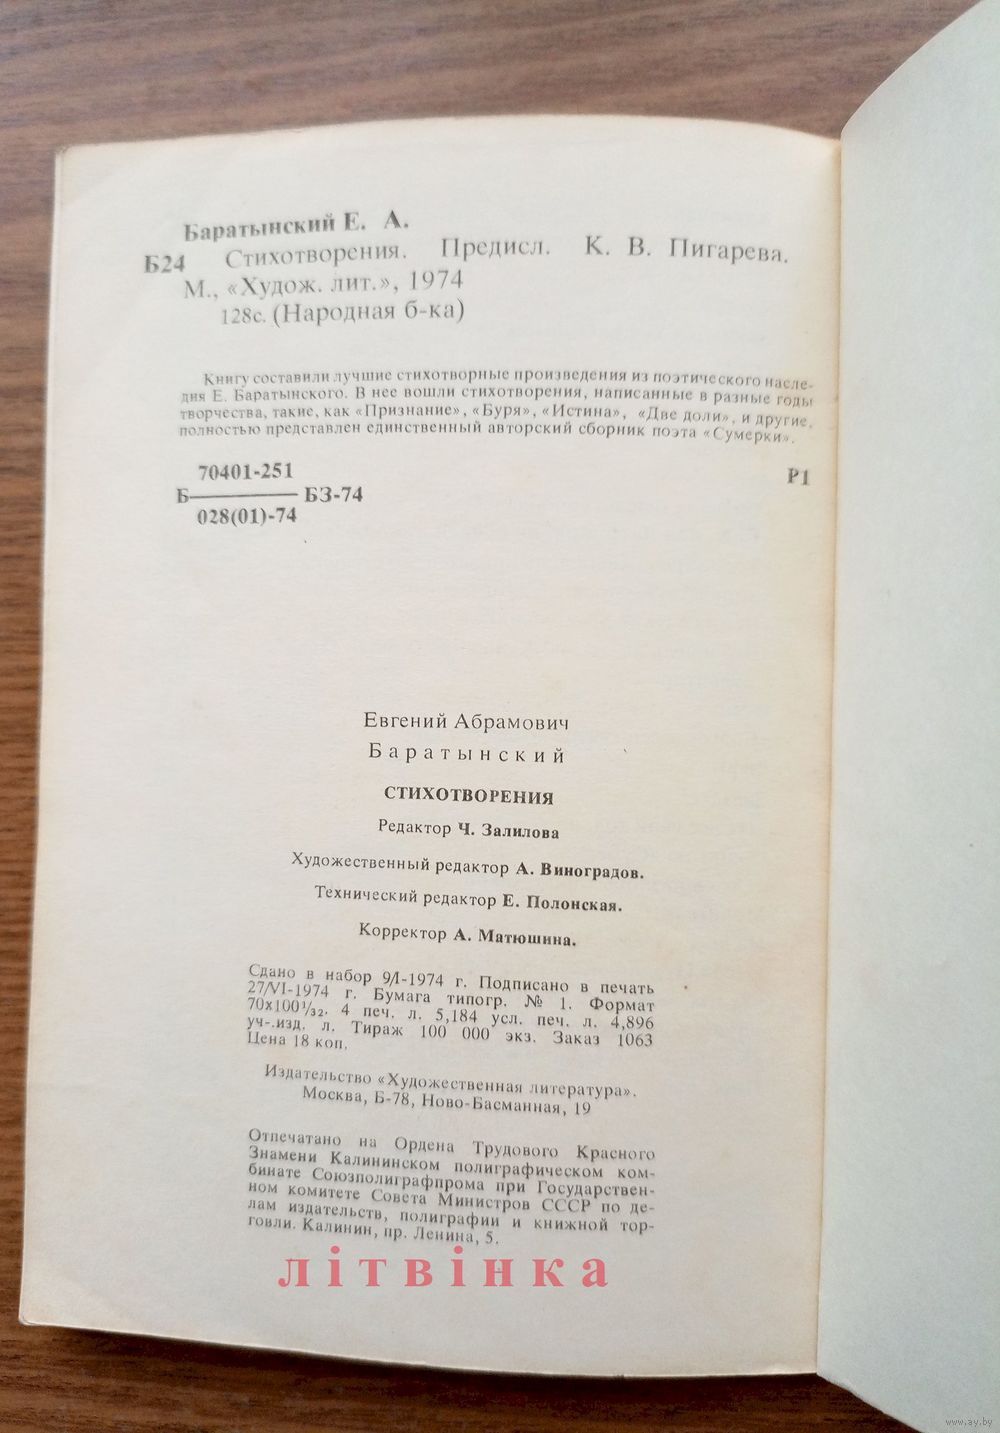 Баратынский Е. А.
Б24 Стихотворения. Предисл. К. В. Пигарева.
М., «Худож. лит.», 1974
128с. (Народная б-ка)
Книгу составили лучшие стихотворные произведения из поэтического насле-
дия Е. Баратынского. В нее вошли стихотворения, написанные в разные годы
творчества, такие, как «Признание», «Буря», «Истина», «Две доли», и другие,
полностью представлен единственный авторский сборник поэта «Сумерки».
70401-251
Б———— БЗ-74 Р1
028(01)-74
Евгений Абрамович
Баратынский
СТИХОТВОРЕНИЯ
Редактор Ч. Залилова
Художественный редактор А. Виноградов.
Технический редактор Е. Полонская.
Корректор А. Матюшина.
Сдано в набор 9/I-1974 г. Подписано в печать
27/VI-1974 г. Бумага типогр. № 1. Формат
70х100¹/₃₂. 4 печ. л. 5,184 усл. печ. л. 4,896
уч-.изд. л. Тираж 100 000 экз. Заказ 1063
Цена 18 коп.
Издательство «Художественная литература».
Москва, Б-78, Ново-Басманная, 19
Отпечатано на Ордена Трудового Красного
Знамени Калининском полиграфическом ком-
бинате Союзполиграфпрома при Государствен-
ном комитете Совета Министров СССР по де-
лам издательств, полиграфии и книжной тор-
говли. Калинин, пр. Ленина, 5.
літвінка
www.ay.by